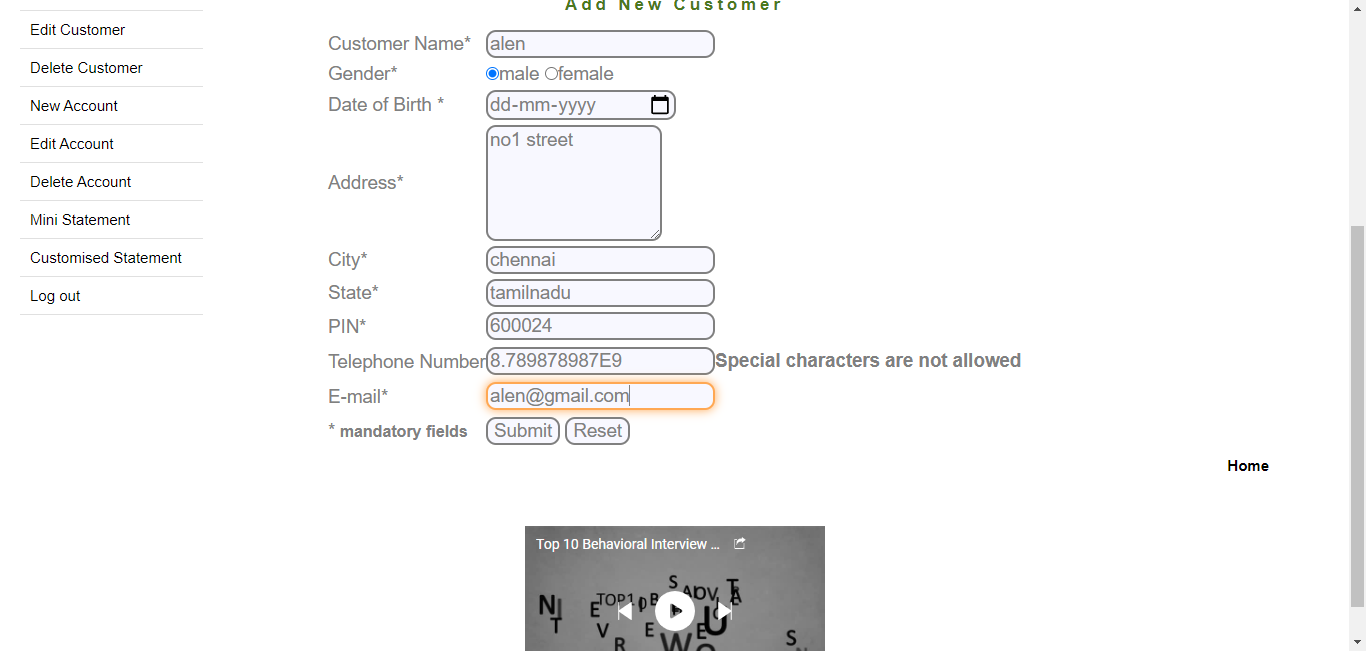 Add New Customer
Edit Customer
Delete Customer
New Account
Edit Account
Delete Account
Mini Statement
Customised Statement
Log out
Customer Name* alen
Gender* male female
Date of Birth * dd-mm-yyyy
Address* no1 street
City* chennai
State* tamilnadu
PIN* 600024
Telephone Number 8.789878987E9 Special characters are not allowed
E-mail* alen@gmail.com
* mandatory fields Submit Reset
Home
Top 10 Behavioral Interview ...